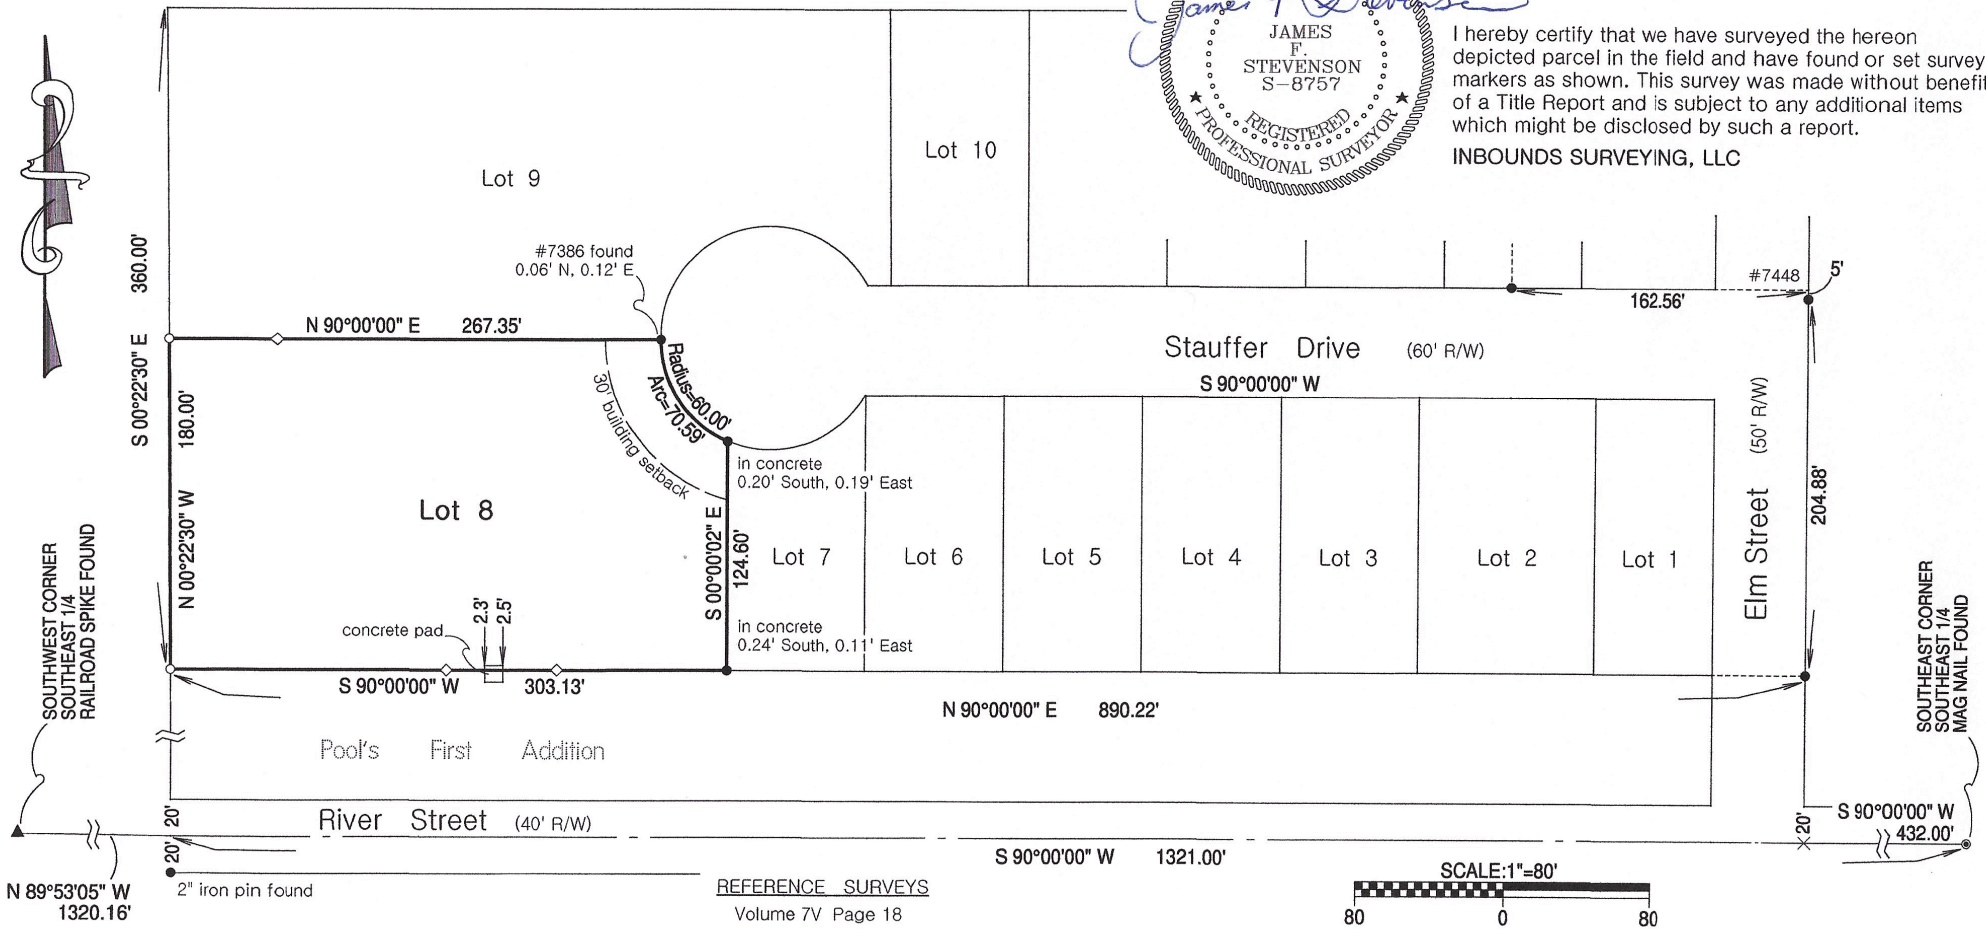 James F Stevenson
JAMES
F.
STEVENSON
S-8757
REGISTERED
PROFESSIONAL SURVEYOR
I hereby certify that we have surveyed the hereon
depicted parcel in the field and have found or set survey
markers as shown. This survey was made without benefit
of a Title Report and is subject to any additional items
which might be disclosed by such a report.
INBOUNDS SURVEYING, LLC
Lot 9
Lot 10
#7386 found
0.06' N, 0.12' E
360.00'
S 00°22'30" E
#7448
5'
162.56'
N 90°00'00" E 267.35'
Radius=60.00'
Arc=70.59'
30' building setback
Stauffer Drive (60' R/W)
S 90°00'00" W
Elm Street (50' R/W)
204.88'
N 00°22'30" W 180.00'
Lot 8
in concrete
0.20' South, 0.19' East
S 00°00'02" E
124.60'
Lot 7
Lot 6
Lot 5
Lot 4
Lot 3
Lot 2
Lot 1
in concrete
0.24' South, 0.11' East
concrete pad
2.3'
2.5'
S 90°00'00" W 303.13'
N 90°00'00" E 890.22'
SOUTHWEST CORNER
SOUTHEAST 1/4
RAILROAD SPIKE FOUND
SOUTHEAST CORNER
SOUTHEAST 1/4
MAG NAIL FOUND
Pool's First Addition
20'
20'
River Street (40' R/W)
20'
S 90°00'00" W
432.00'
S 90°00'00" W 1321.00'
N 89°53'05" W
1320.16'
2" iron pin found
REFERENCE SURVEYS
Volume 7V Page 18
SCALE:1"=80'
80 0 80